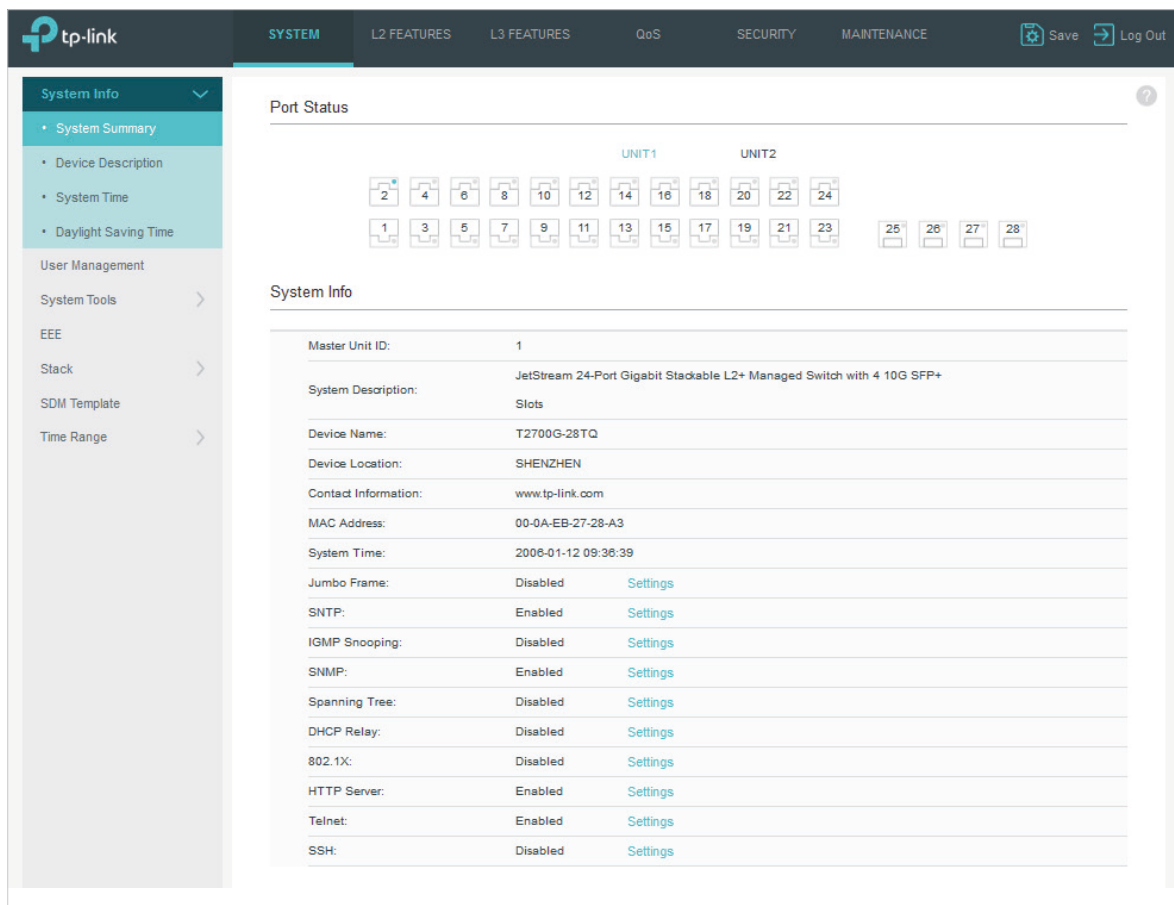 tp-link
SYSTEM L2 FEATURES L3 FEATURES QoS SECURITY MAINTENANCE Save Log Out
System Info
• System Summary
• Device Description
• System Time
• Daylight Saving Time
User Management
System Tools
EEE
Stack
SDM Template
Time Range
Port Status
?
UNIT1 UNIT2
2 4 6 8 10 12 14 16 18 20 22 24
1 3 5 7 9 11 13 15 17 19 21 23 25 26 27 28
System Info
Master Unit ID: 1
System Description: JetStream 24-Port Gigabit Stackable L2+ Managed Switch with 4 10G SFP+
Slots
Device Name: T2700G-28TQ
Device Location: SHENZHEN
Contact Information: www.tp-link.com
MAC Address: 00-0A-EB-27-28-A3
System Time: 2006-01-12 09:36:39
Jumbo Frame: Disabled Settings
SNTP: Enabled Settings
IGMP Snooping: Disabled Settings
SNMP: Enabled Settings
Spanning Tree: Disabled Settings
DHCP Relay: Disabled Settings
802.1X: Disabled Settings
HTTP Server: Enabled Settings
Telnet: Enabled Settings
SSH: Disabled Settings